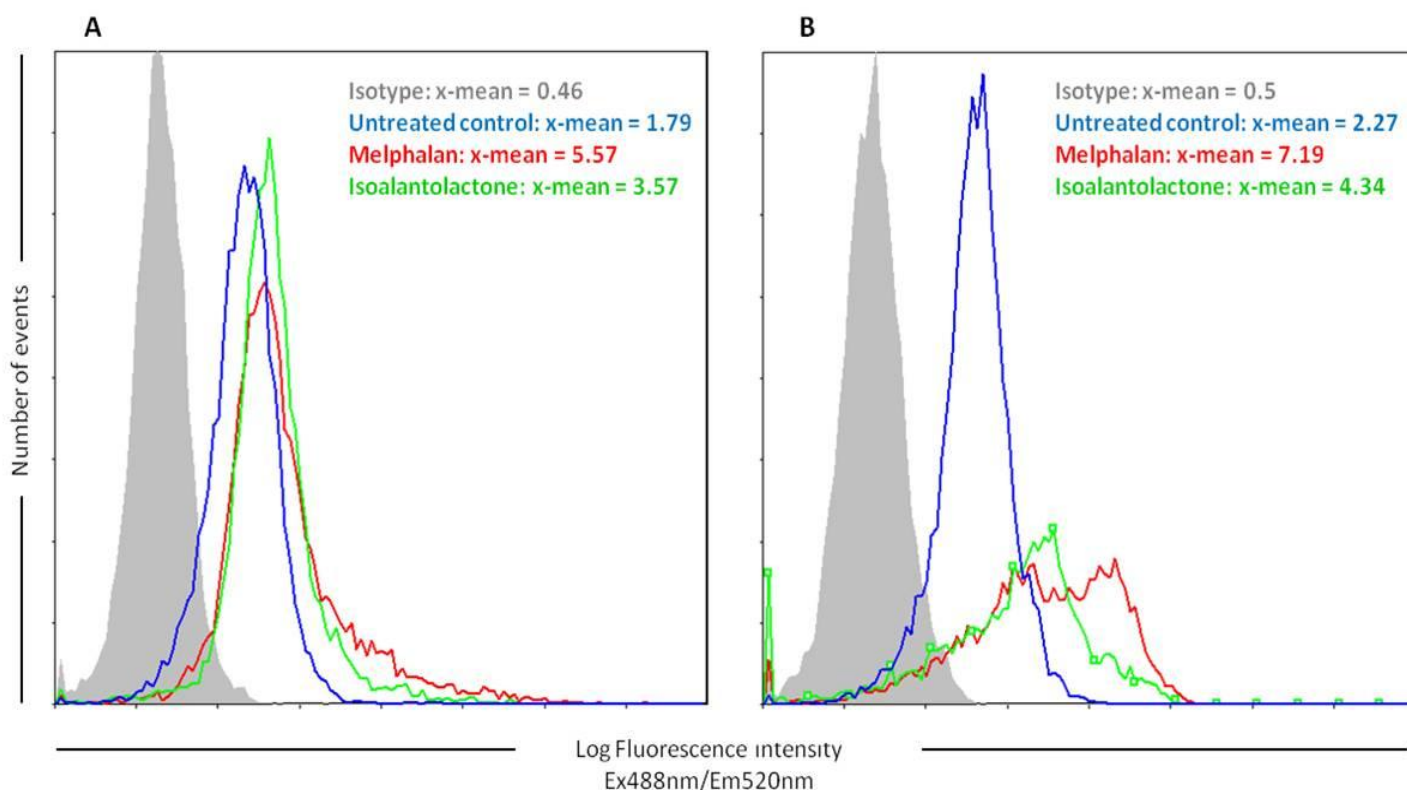 A
B
Isotype: x-mean = 0.46
Untreated control: x-mean = 1.79
Melphalan: x-mean = 5.57
Isoalantolactone: x-mean = 3.57
Isotype: x-mean = 0.5
Untreated control: x-mean = 2.27
Melphalan: x-mean = 7.19
Isoalantolactone: x-mean = 4.34
Number of events
Log Fluorescence intensity
Ex488nm/Em520nm